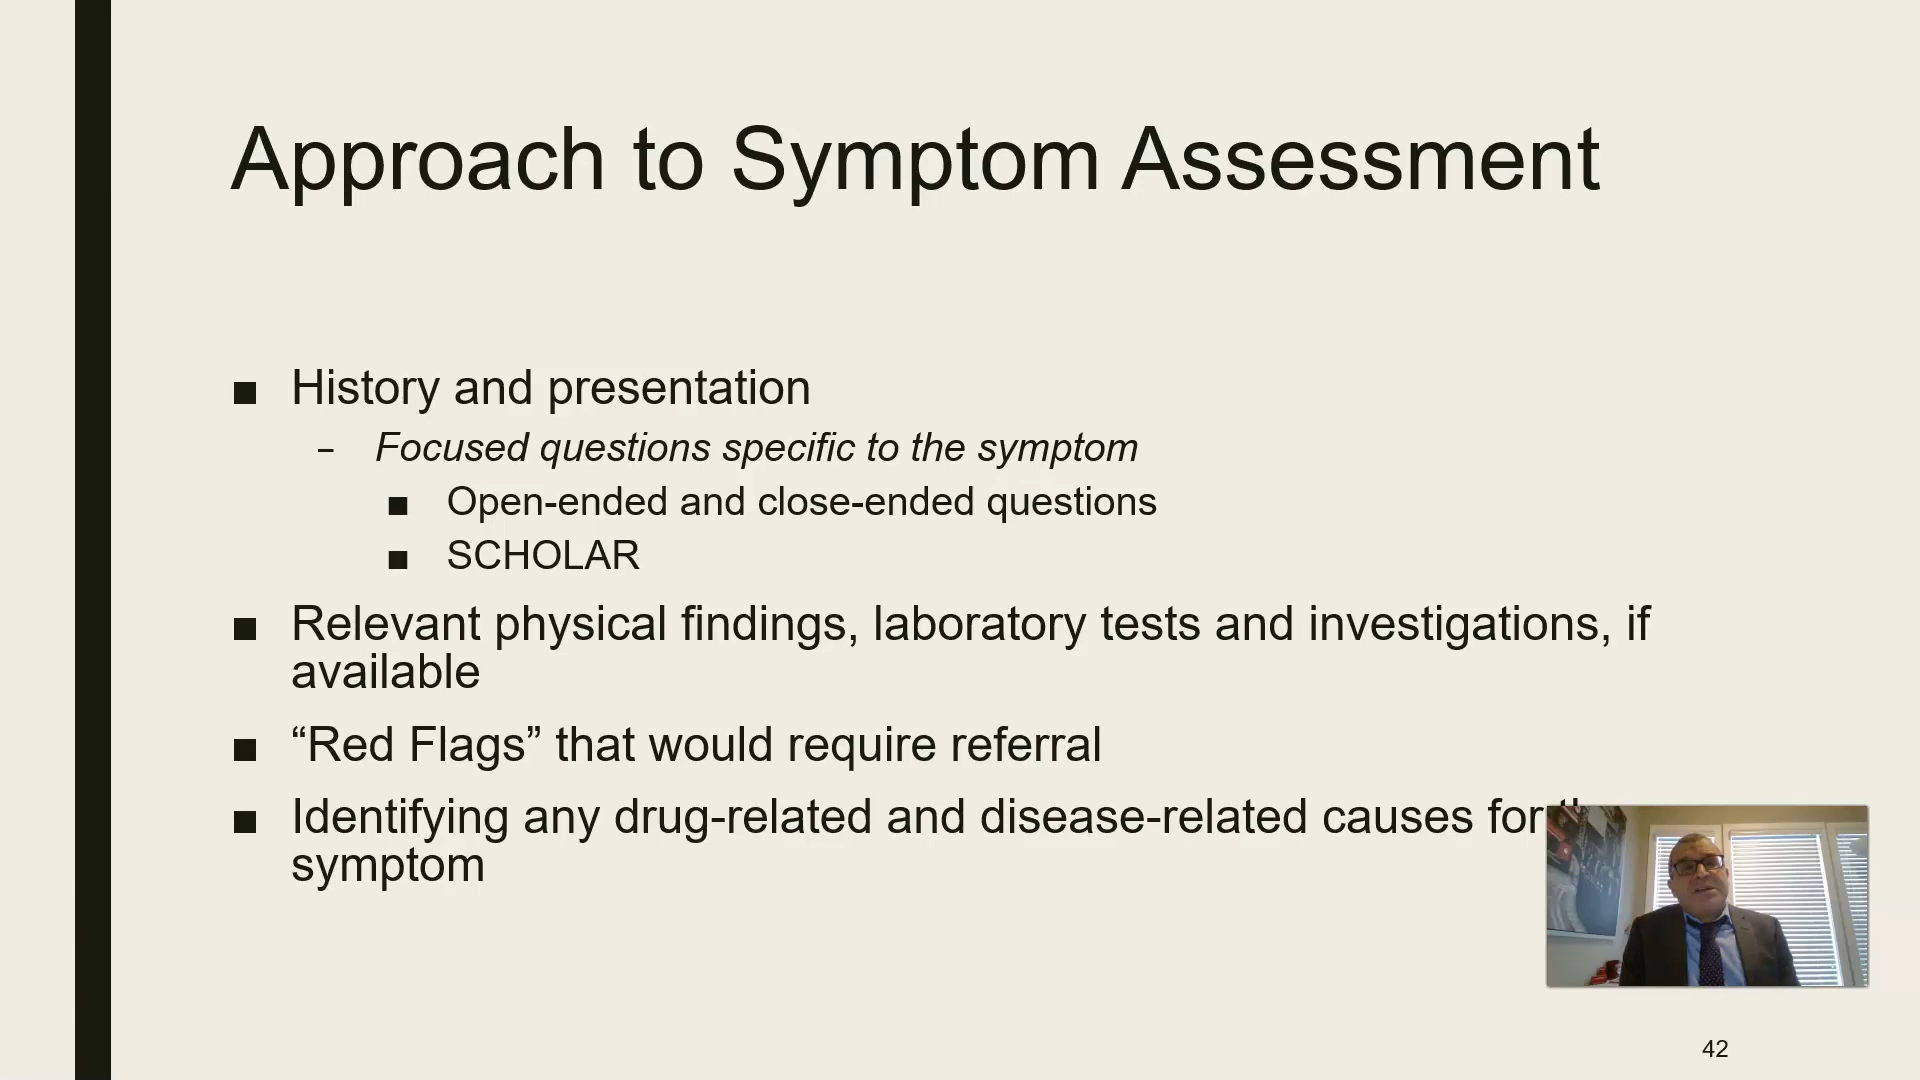 Approach to Symptom Assessment
■ History and presentation
– Focused questions specific to the symptom
■ Open-ended and close-ended questions
■ SCHOLAR
■ Relevant physical findings, laboratory tests and investigations, if
available
■ “Red Flags” that would require referral
■ Identifying any drug-related and disease-related causes for
symptom
42